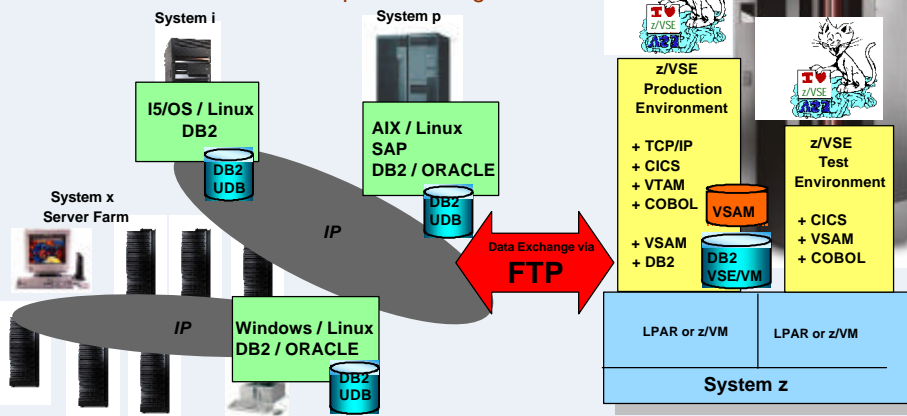 System i
System p
I ♥
z/VSE
I ♥
z/VSE
I5/OS / Linux
DB2
DB2
UDB
AIX / Linux
SAP
DB2 / ORACLE
DB2
UDB
System x
Server Farm
IP
IP
Windows / Linux
DB2 / ORACLE
DB2
UDB
Data Exchange via
FTP
z/VSE
Production
Environment
+ TCP/IP
+ CICS
+ VTAM
+ COBOL
+ VSAM
+ DB2
VSAM
DB2
VSE/VM
z/VSE
Test
Environment
+ CICS
+ VSAM
+ COBOL
LPAR or z/VM
LPAR or z/VM
System z